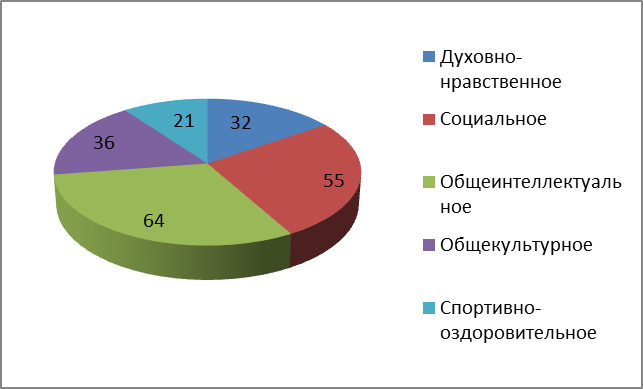 32
55
64
36
21
Духовно-
нравственное
Социальное
Общеинтеллектуаль
ное
Общекультурное
Спортивно-
оздоровительное